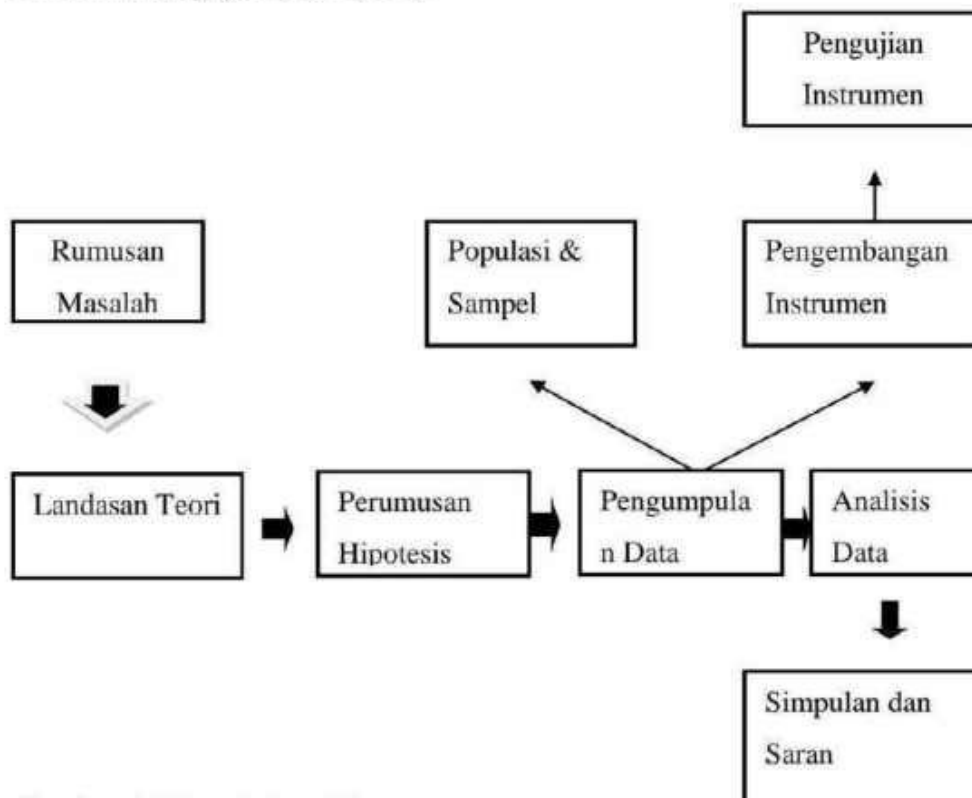 Pengujian
Instrumen
Rumusan
Masalah
Populasi &
Sampel
Pengembangan
Instrumen
Landasan Teori
Perumusan
Hipotesis
Pengumpula
n Data
Analisis
Data
Simpulan dan
Saran